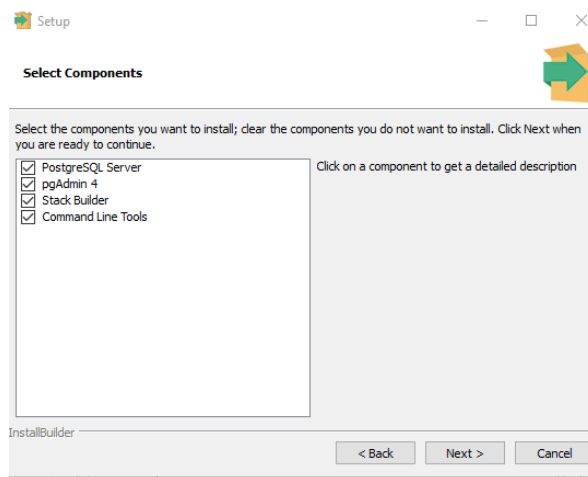 Setup
Select Components
Select the components you want to install; clear the components you do not want to install. Click Next when
you are ready to continue.
PostgreSQL Server
pgAdmin 4
Stack Builder
Command Line Tools
Click on a component to get a detailed description
InstallBuilder
< Back
Next >
Cancel